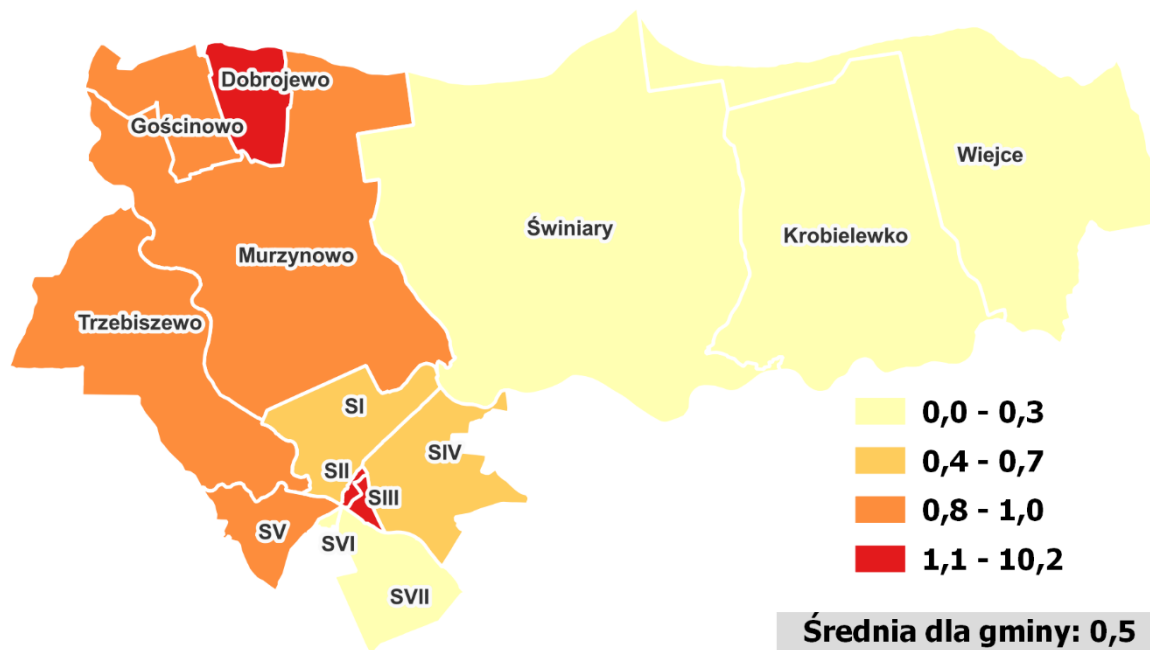 Dobrojewo
Gościnowo
Wiejce
Świniary
Krobielewko
Murzynowo
Trzebiszewo
SI
SIV
SII
SIII
SV
SVI
SVII
0,0 - 0,3
0,4 - 0,7
0,8 - 1,0
1,1 - 10,2
Średnia dla gminy: 0,5